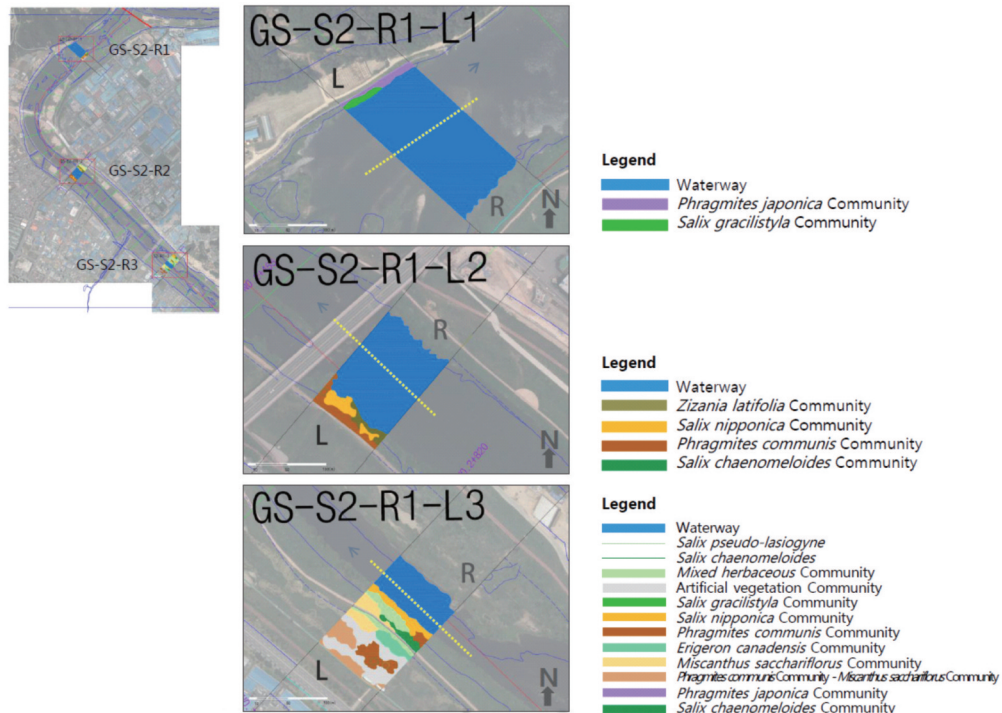 GS-S2-R1
GS-S2-R2
GS-S2-R3
GS-S2-R1-L1
L
R
N
Legend
Waterway
Phragmites japonica Community
Salix gracilistyla Community
GS-S2-R1-L2
R
L
N
Legend
Waterway
Zizania latifolia Community
Salix nipponica Community
Phragmites communis Community
Salix chaenomeloides Community
GS-S2-R1-L3
R
L
N
Legend
Waterway
Salix pseudo-lasiogyne
Salix chaenomeloides
Mixed herbaceous Community
Artificial vegetation Community
Salix gracilistyla Community
Salix nipponica Community
Phragmites communis Community
Erigeron canadensis Community
Miscanthus sacchariflorus Community
Phragmites communis Community - Miscanthus sacchariflorus Community
Phragmites japonica Community
Salix chaenomeloides Community